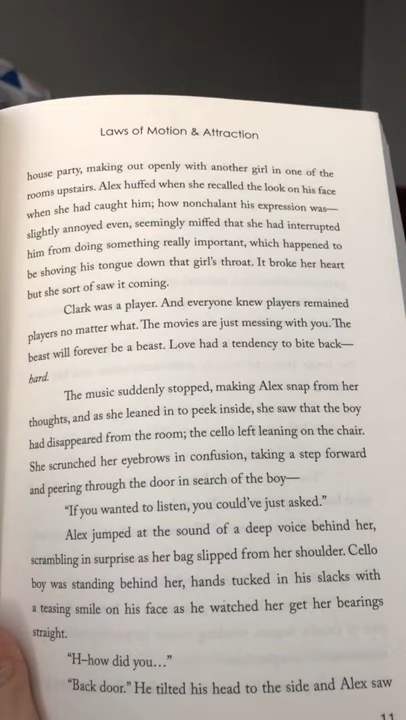 Laws of Motion & Attraction
house party, making out openly with another girl in one of the
rooms upstairs. Alex huffed when she recalled the look on his face
when she had caught him; how nonchalant his expression was—
slightly annoyed even, seemingly miffed that she had interrupted
him from doing something really important, which happened to
be shoving his tongue down that girl's throat. It broke her heart
but she sort of saw it coming.
Clark was a player. And everyone knew players remained
players no matter what. The movies are just messing with you. The
beast will forever be a beast. Love had a tendency to bite back—
hard.
The music suddenly stopped, making Alex snap from her
thoughts, and as she leaned in to peek inside, she saw that the boy
had disappeared from the room; the cello left leaning on the chair.
She scrunched her eyebrows in confusion, taking a step forward
and peering through the door in search of the boy—
“If you wanted to listen, you could've just asked.”
Alex jumped at the sound of a deep voice behind her,
scrambling in surprise as her bag slipped from her shoulder. Cello
boy was standing behind her, hands tucked in his slacks with
a teasing smile on his face as he watched her get her bearings
straight.
“H–how did you…”
“Back door.” He tilted his head to the side and Alex saw
11